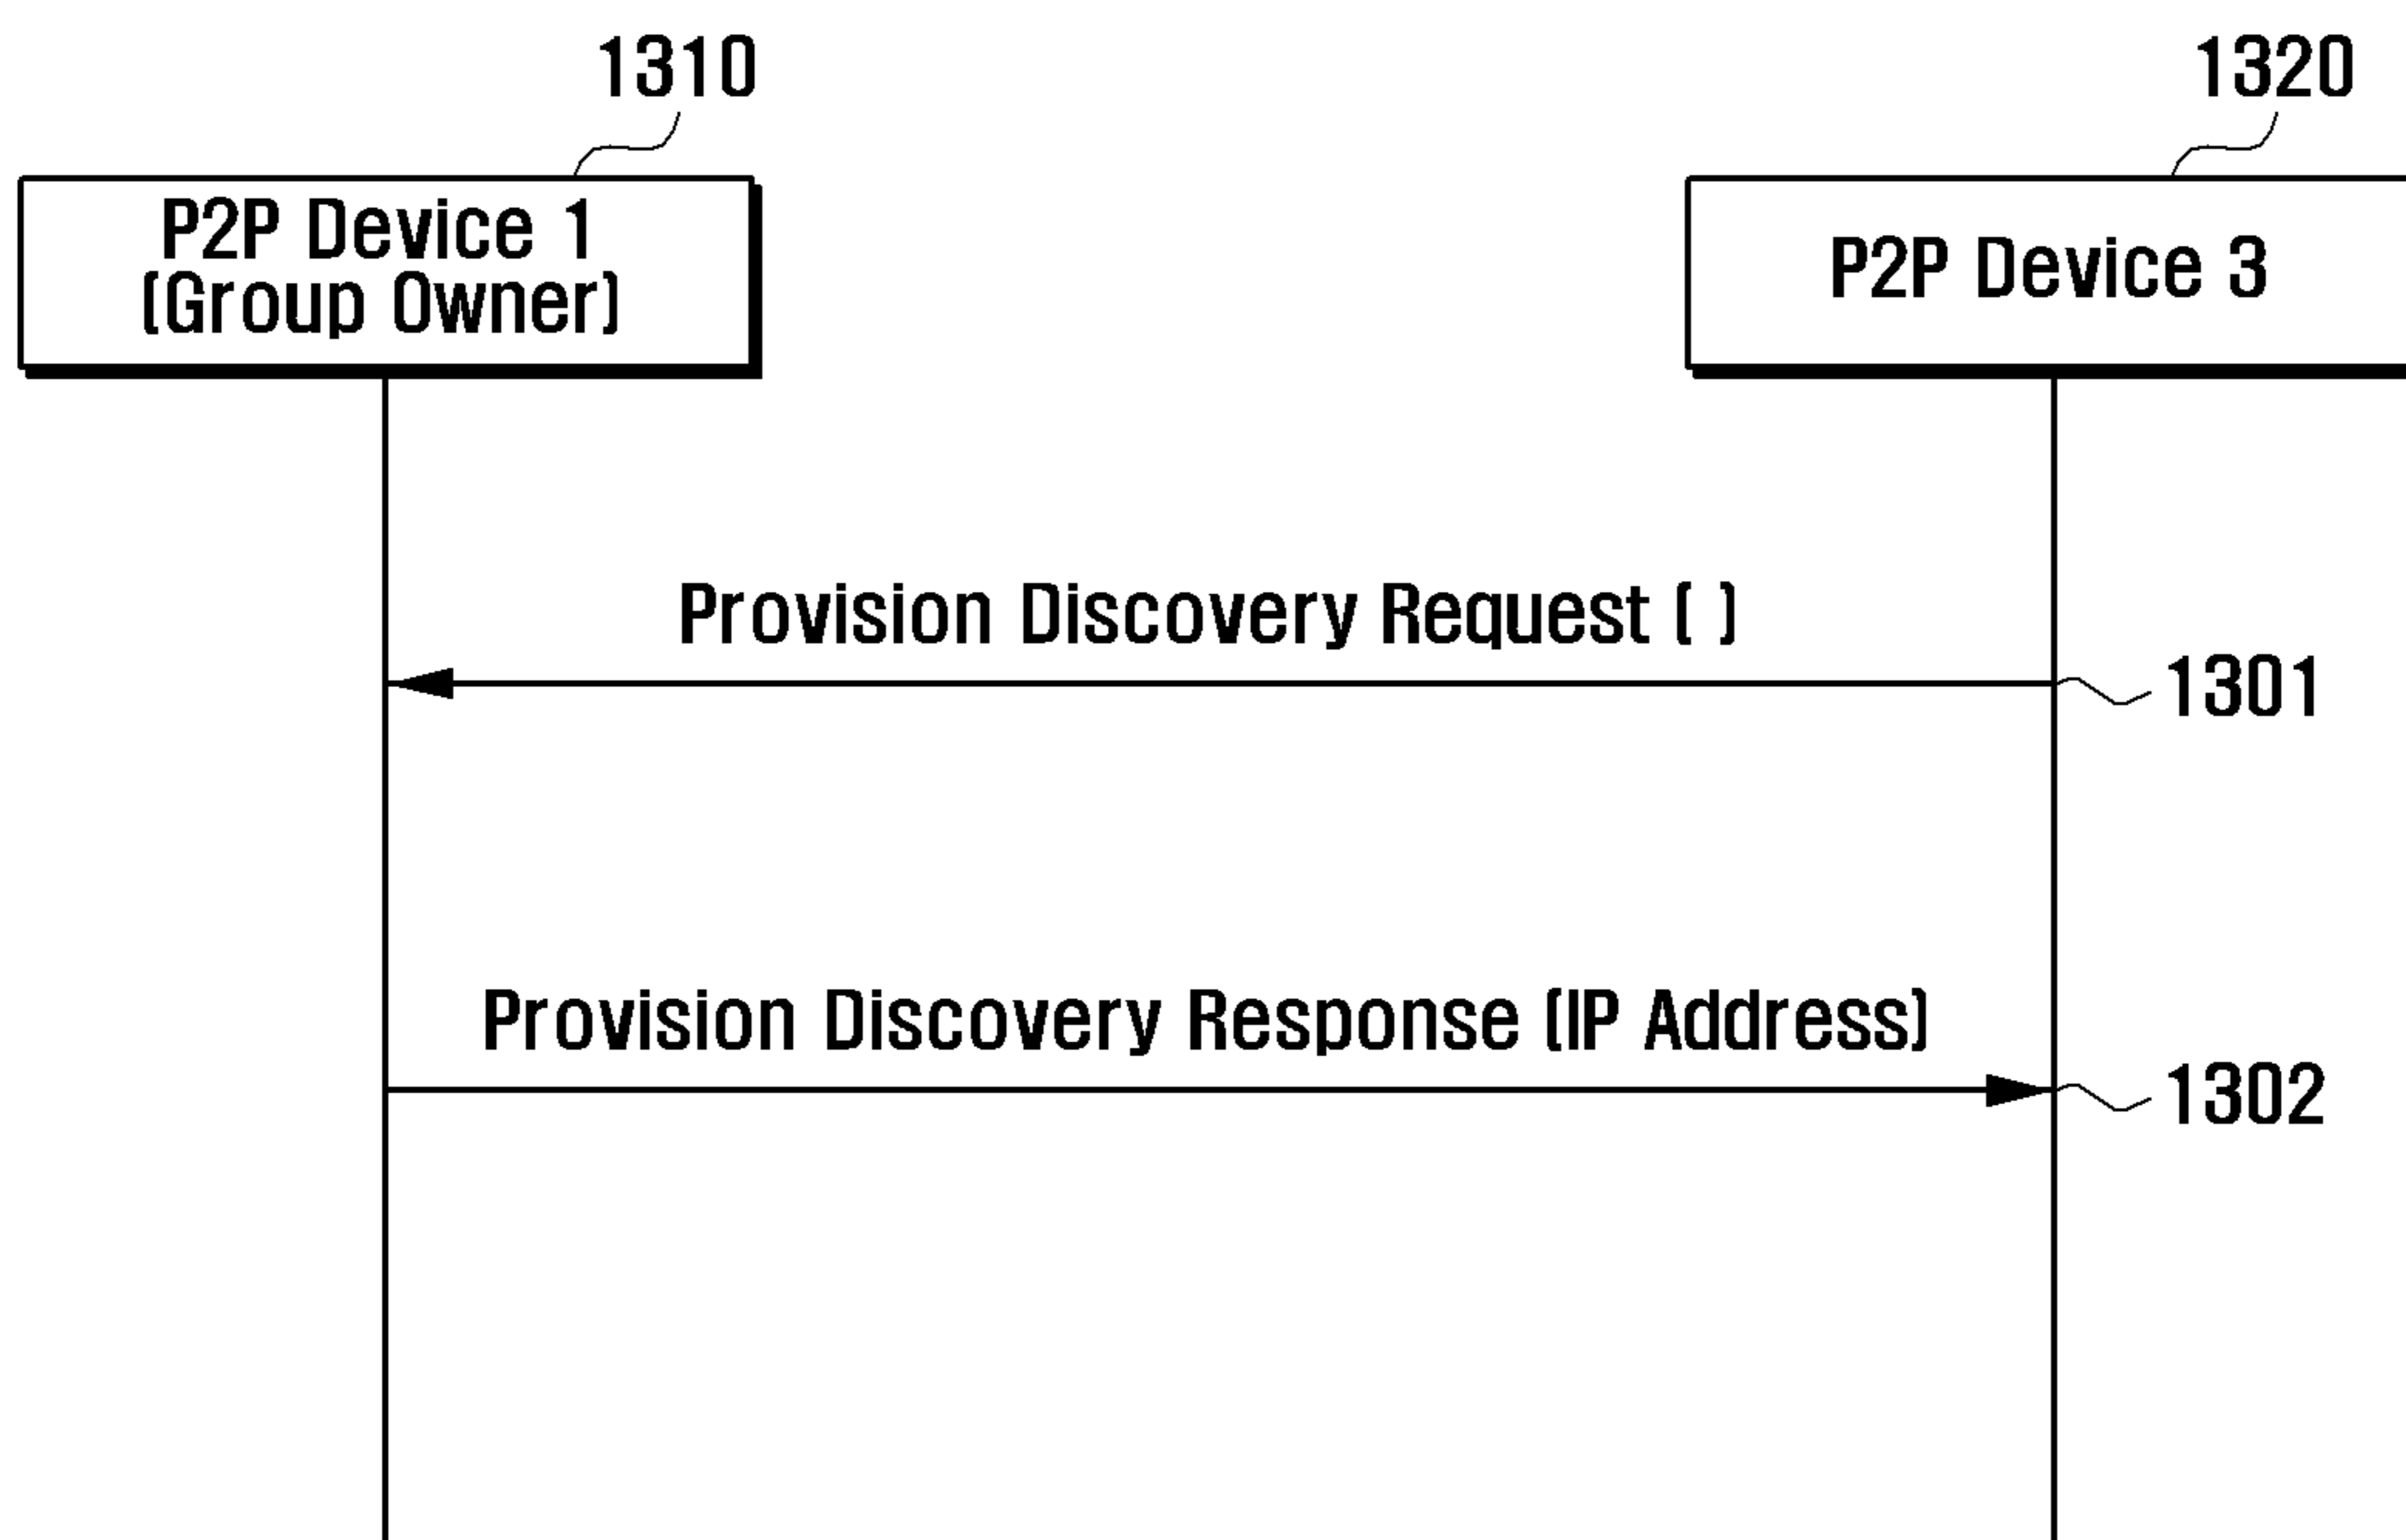 1310
1320
P2P Device 1
(Group Owner)
P2P Device 3
Provision Discovery Request ( )
1301
Provision Discovery Response (IP Address)
1302